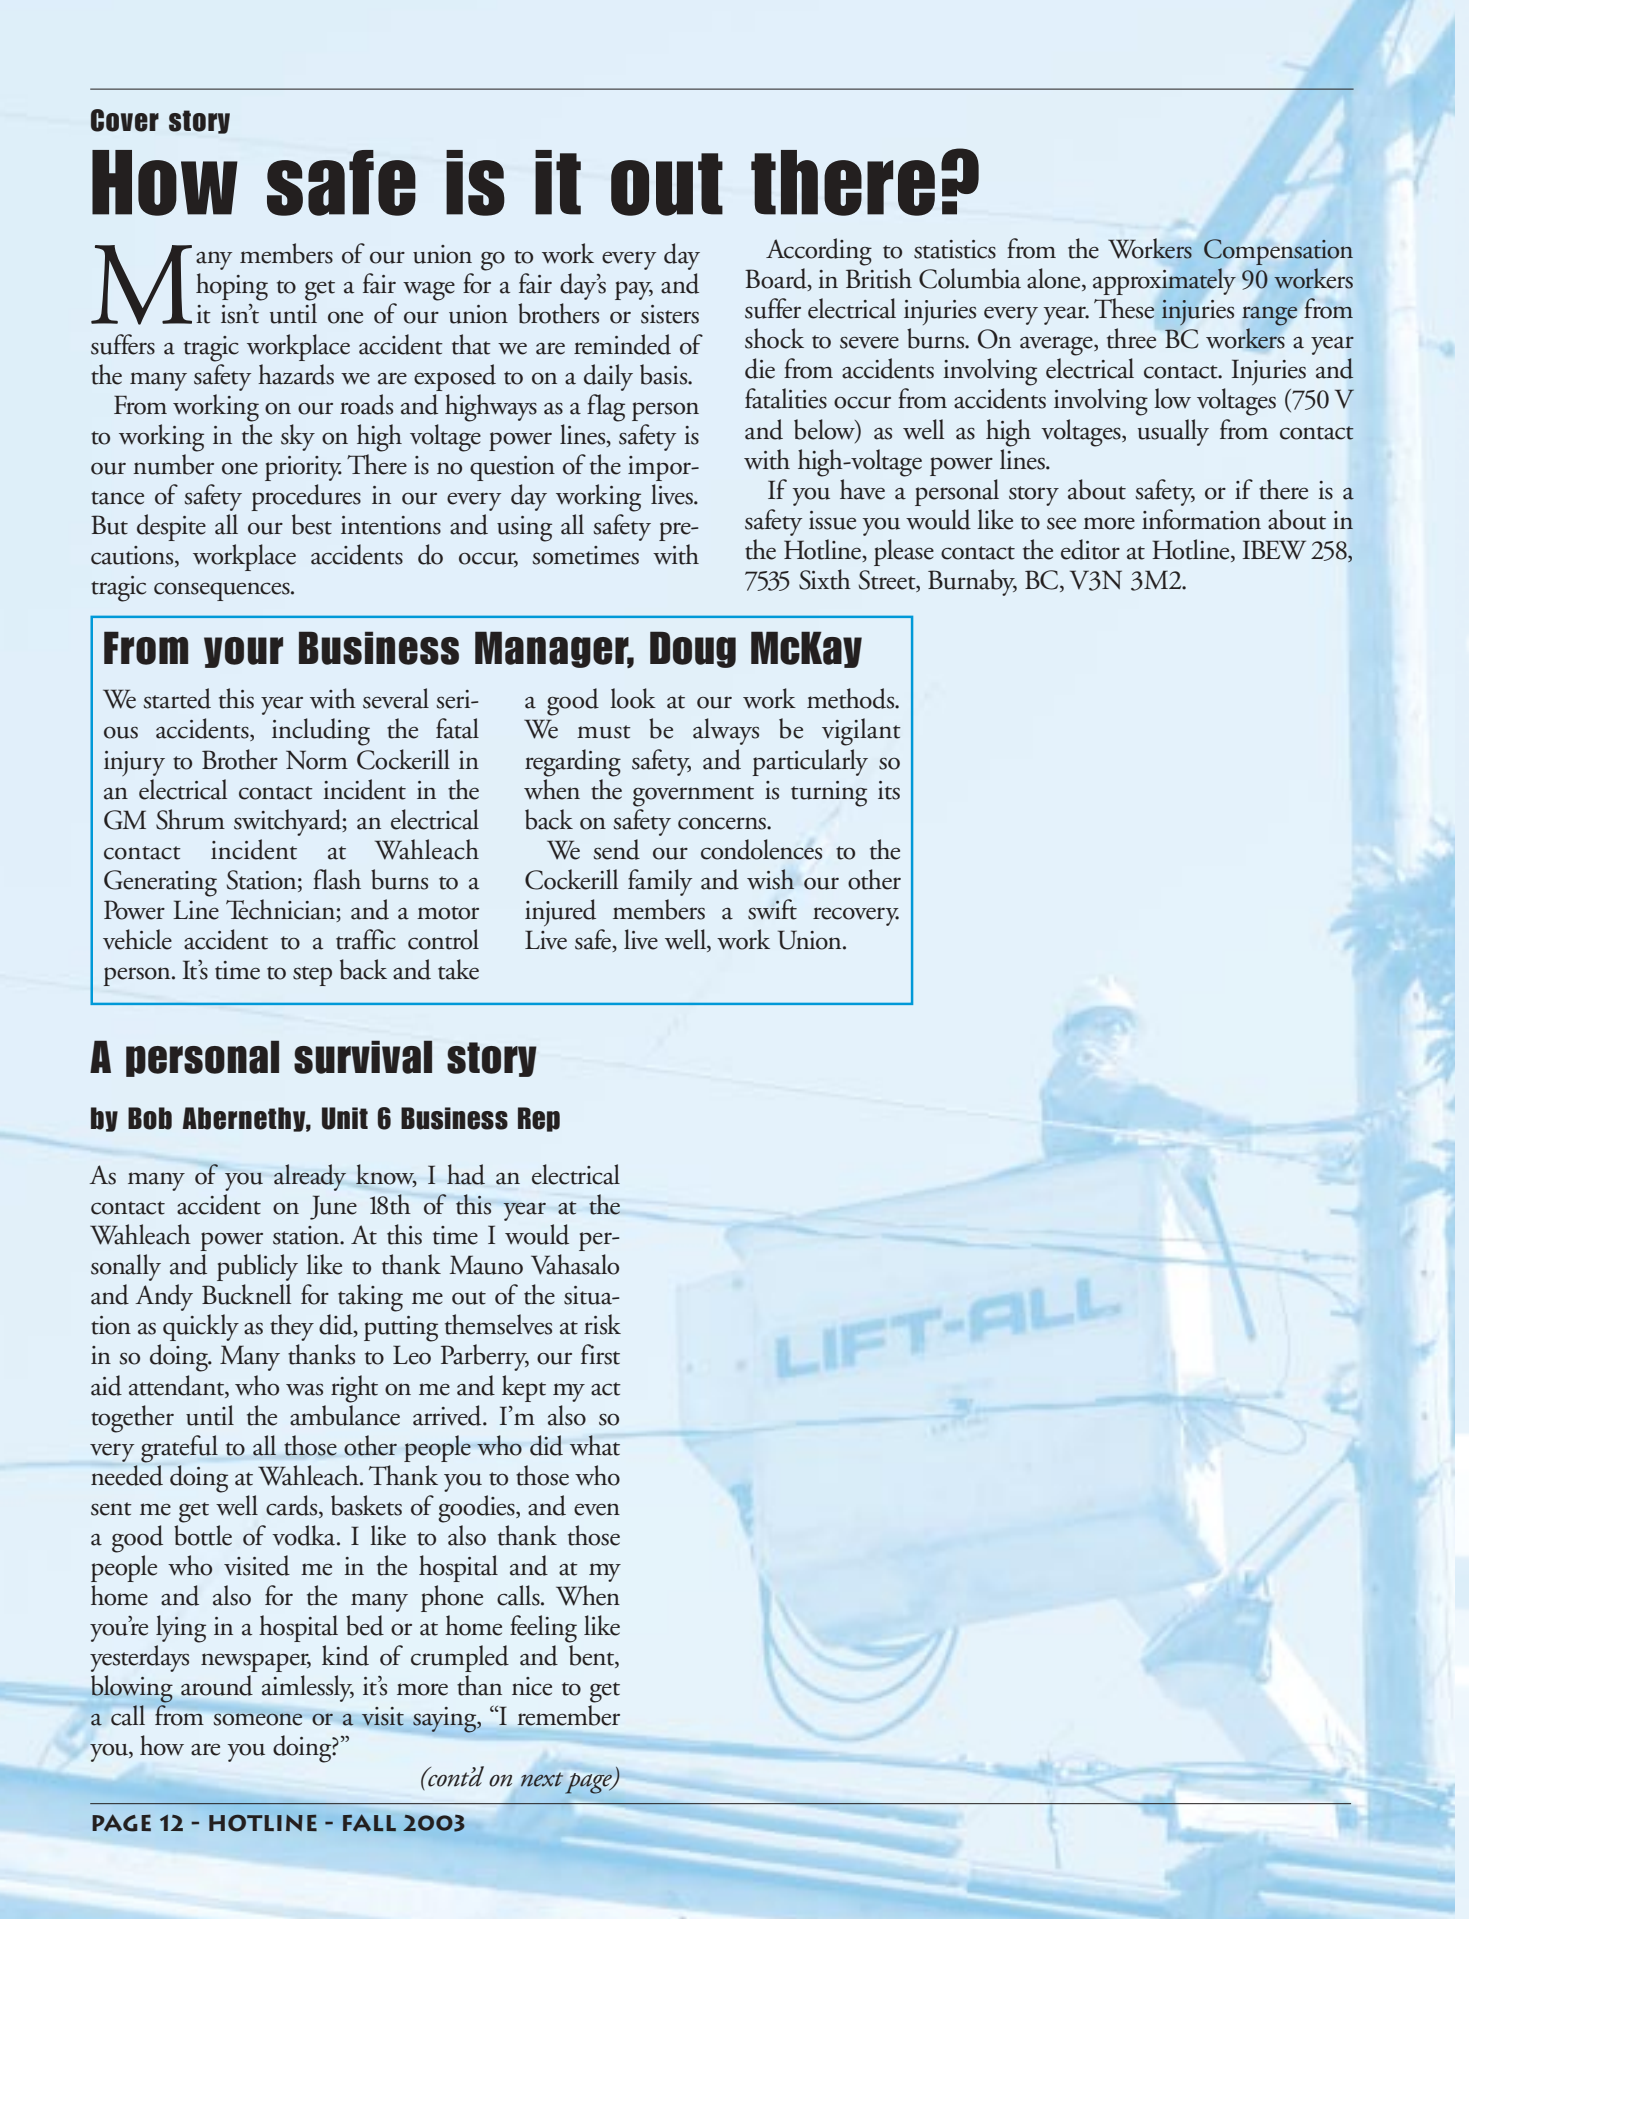 Cover story
How safe is it out there?
Many members of our union go to work every day
hoping to get a fair wage for a fair day's pay, and
it isn't until one of our union brothers or sisters
suffers a tragic workplace accident that we are reminded of
the many safety hazards we are exposed to on a daily basis.
From working on our roads and highways as a flag person
to working in the sky on high voltage power lines, safety is
our number one priority. There is no question of the impor-
tance of safety procedures in our every day working lives.
But despite all our best intentions and using all safety pre-
cautions, workplace accidents do occur, sometimes with
tragic consequences.
According to statistics from the Workers Compensation
Board, in British Columbia alone, approximately 90 workers
suffer electrical injuries every year. These injuries range from
shock to severe burns. On average, three BC workers a year
die from accidents involving electrical contact. Injuries and
fatalities occur from accidents involving low voltages (750 V
and below) as well as high voltages, usually from contact
with high-voltage power lines.
If you have a personal story about safety, or if there is a
safety issue you would like to see more information about in
the Hotline, please contact the editor at Hotline, IBEW 258,
7535 Sixth Street, Burnaby, BC, V3N 3M2.
From your Business Manager, Doug McKay
We started this year with several seri-
ous accidents, including the fatal
injury to Brother Norm Cockerill in
an electrical contact incident in the
GM Shrum switchyard; an electrical
contact incident at Wahleach
Generating Station; flash burns to a
Power Line Technician; and a motor
vehicle accident to a traffic control
person. It's time to step back and take
a good look at our work methods.
We must be always be vigilant
regarding safety, and particularly so
when the government is turning its
back on safety concerns.
We send our condolences to the
Cockerill family and wish our other
injured members a swift recovery.
Live safe, live well, work Union.
A personal survival story
by Bob Abernethy, Unit 6 Business Rep
As many of you already know, I had an electrical
contact accident on June 18th of this year at the
Wahleach power station. At this time I would per-
sonally and publicly like to thank Mauno Vahasalo
and Andy Bucknell for taking me out of the situa-
tion as quickly as they did, putting themselves at risk
in so doing. Many thanks to Leo Parberry, our first
aid attendant, who was right on me and kept my act
together until the ambulance arrived. I'm also so
very grateful to all those other people who did what
needed doing at Wahleach. Thank you to those who
sent me get well cards, baskets of goodies, and even
a good bottle of vodka. I like to also thank those
people who visited me in the hospital and at my
home and also for the many phone calls. When
you're lying in a hospital bed or at home feeling like
yesterdays newspaper, kind of crumpled and bent,
blowing around aimlessly, it's more than nice to get
a call from someone or a visit saying, “I remember
you, how are you doing?”
(cont'd on next page)
LIFT-ALL
PAGE 12 - HOTLINE - FALL 2003